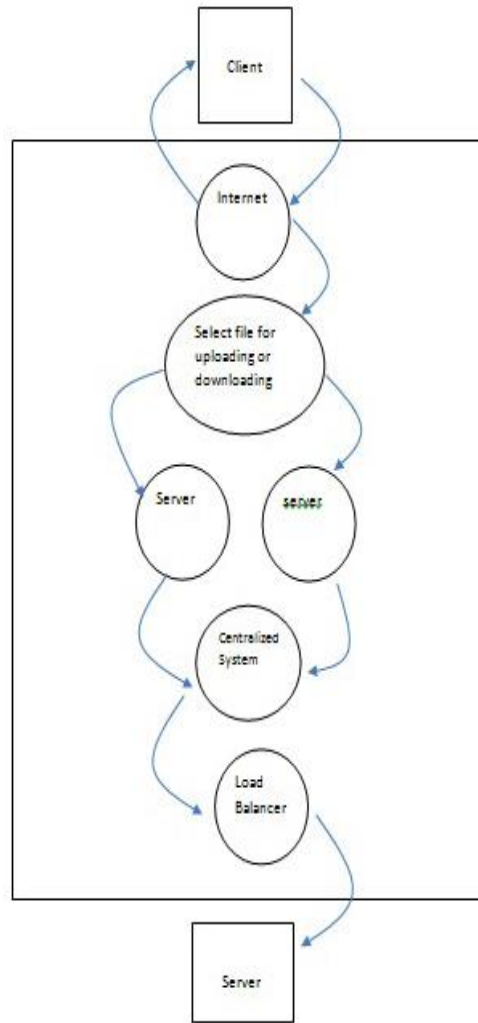 Client
Internet
Select file for
uploading or
downloading
Server
server
Centralized
System
Load
Balancer
Server